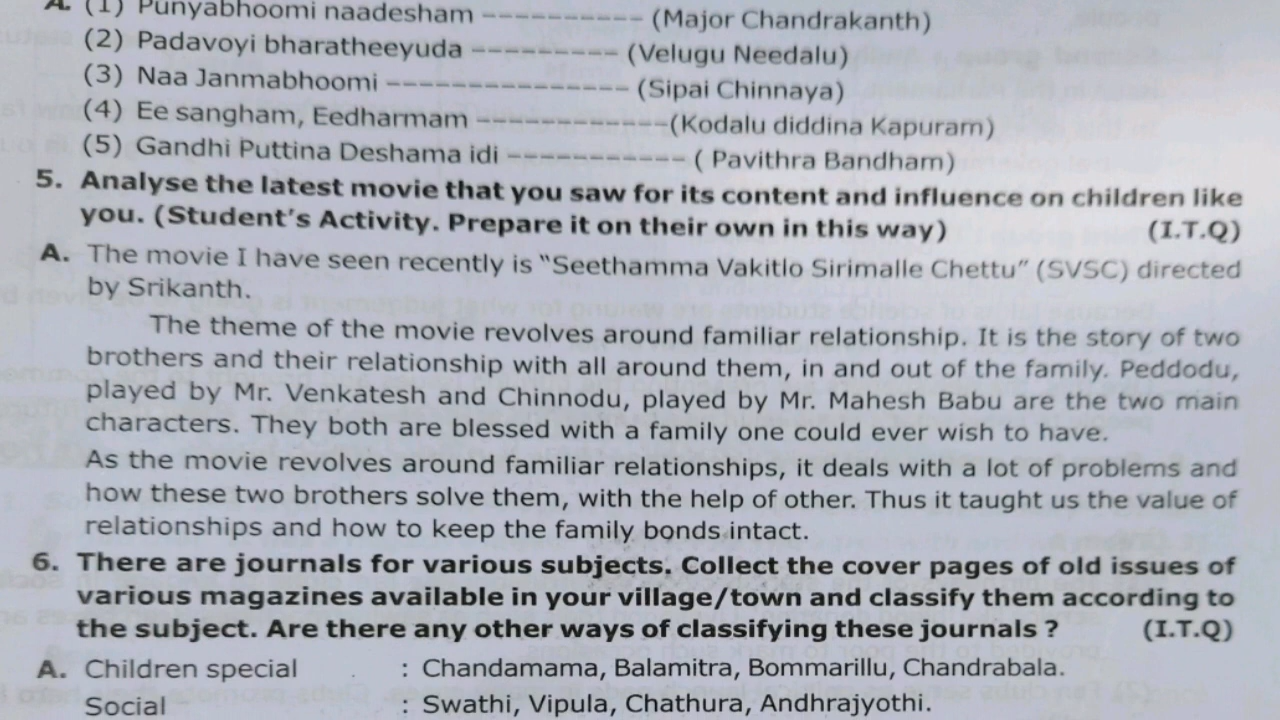 A. (1) Punyabhoomi naadesham ----------- (Major Chandrakanth)
(2) Padavoyi bharatheeyuda --------- (Velugu Needalu)
(3) Naa Janmabhoomi --------------- (Sipai Chinnaya)
(4) Ee sangham, Eedharmam ------------(Kodalu diddina Kapuram)
(5) Gandhi Puttina Deshama idi -----------( Pavithra Bandham)
5. Analyse the latest movie that you saw for its content and influence on children like
you. (Student's Activity. Prepare it on their own in this way) (I.T.Q)
A. The movie I have seen recently is "Seethamma Vakitlo Sirimalle Chettu" (SVSC) directed
by Srikanth.
The theme of the movie revolves around familiar relationship. It is the story of two
brothers and their relationship with all around them, in and out of the family. Peddodu,
played by Mr. Venkatesh and Chinnodu, played by Mr. Mahesh Babu are the two main
characters. They both are blessed with a family one could ever wish to have.
As the movie revolves around familiar relationships, it deals with a lot of problems and
how these two brothers solve them, with the help of other. Thus it taught us the value of
relationships and how to keep the family bonds intact.
6. There are journals for various subjects. Collect the cover pages of old issues of
various magazines available in your village/town and classify them according to
the subject. Are there any other ways of classifying these journals ? (I.T.Q)
A. Children special : Chandamama, Balamitra, Bommarillu, Chandrabala.
Social : Swathi, Vipula, Chathura, Andhrajyothi.